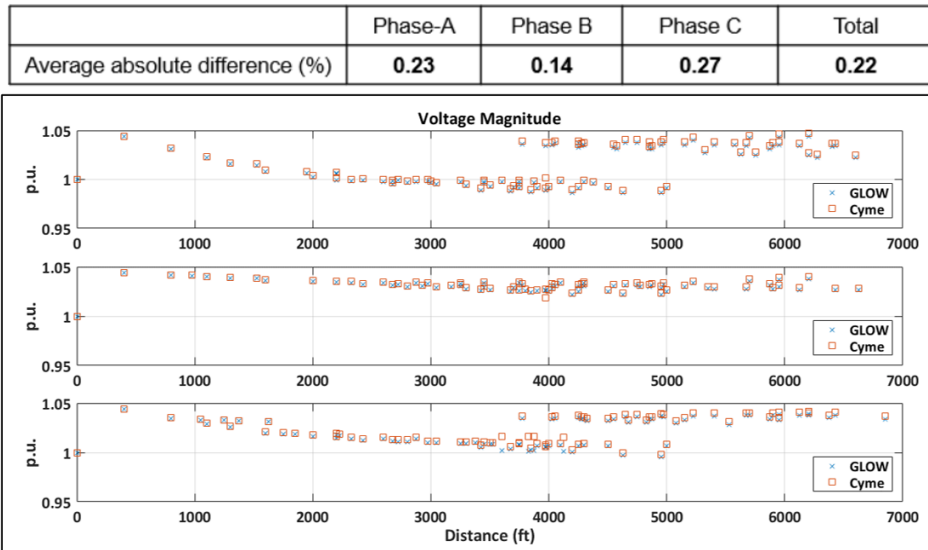 Phase-A Phase B Phase C Total
Average absolute difference (%) 0.23 0.14 0.27 0.22
Voltage Magnitude
1.05
1
0.95
p.u.
0 1000 2000 3000 4000 5000 6000 7000
GLOW
Cyme
1.05
1
0.95
p.u.
0 1000 2000 3000 4000 5000 6000 7000
GLOW
Cyme
1.05
1
0.95
p.u.
0 1000 2000 3000 4000 5000 6000 7000
GLOW
Cyme
Distance (ft)